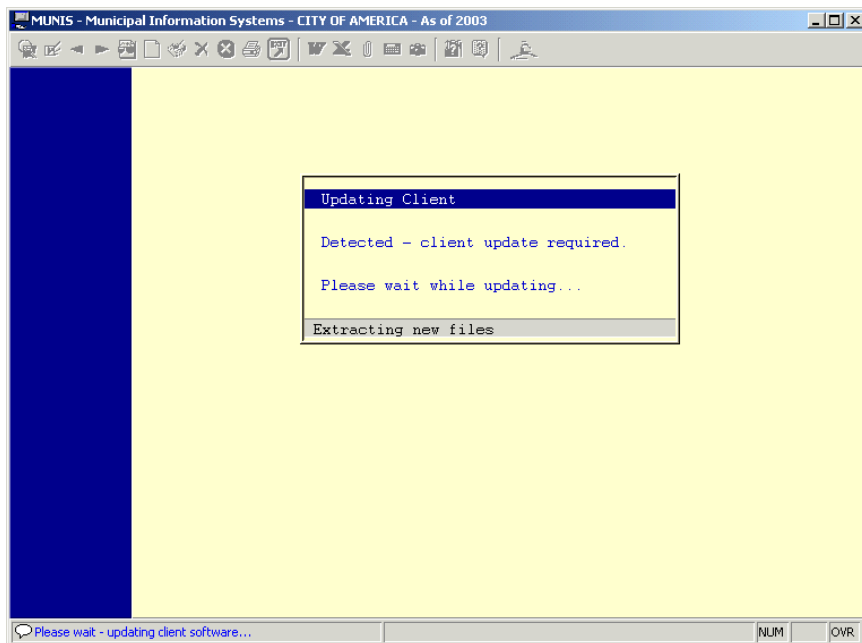 MUNIS - Municipal Information Systems - CITY OF AMERICA - As of 2003
Updating Client
Detected - client update required.
Please wait while updating...
Extracting new files
Please wait - updating client software...
NUM
OVR